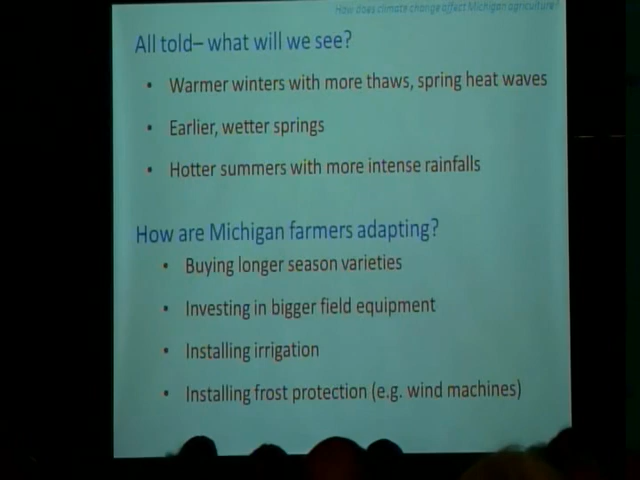 How does climate change affect Michigan agriculture?
All told– what will we see?
• Warmer winters with more thaws, spring heat waves
• Earlier, wetter springs
• Hotter summers with more intense rainfalls
How are Michigan farmers adapting?
• Buying longer season varieties
• Investing in bigger field equipment
• Installing irrigation
• Installing frost protection (e.g. wind machines)